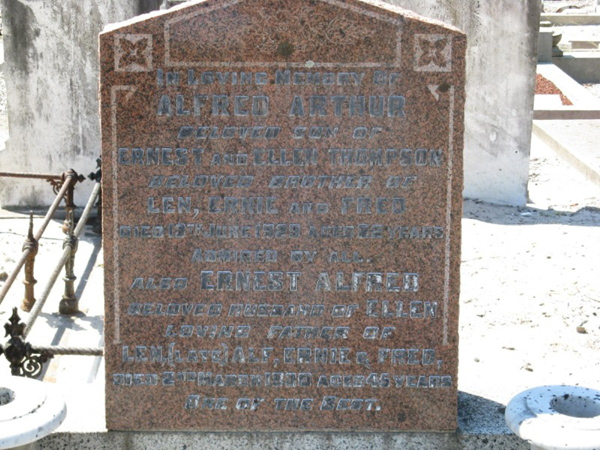 In Loving Memory Of
ALFRED ARTHUR
BELOVED SON OF
ERNEST AND ELLEN THOMPSON
BELOVED BROTHER OF
LEN, ERNIE AND FRED
DIED JUNE AGED YEARS
ADMIRED BY ALL.
ALSO ERNEST ALFRED
BELOVED HUSBAND OF ELLEN
LOVING FATHER OF
LEN, ALF, ERNIE & FRED,
DIED 2ND MARCH AGED 45 YEARS
ONE OF THE BEST.